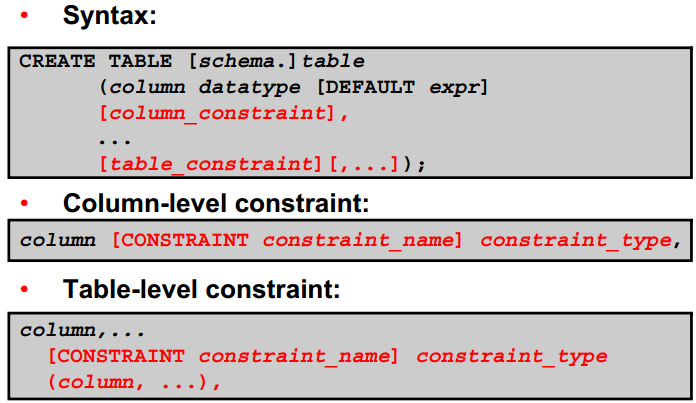 • Syntax:
CREATE TABLE [schema.]table
(column datatype [DEFAULT expr]
[column_constraint],
...
[table_constraint][,...]);
• Column-level constraint:
column [CONSTRAINT constraint_name] constraint_type,
• Table-level constraint:
column,...
[CONSTRAINT constraint_name] constraint_type
(column, ...),